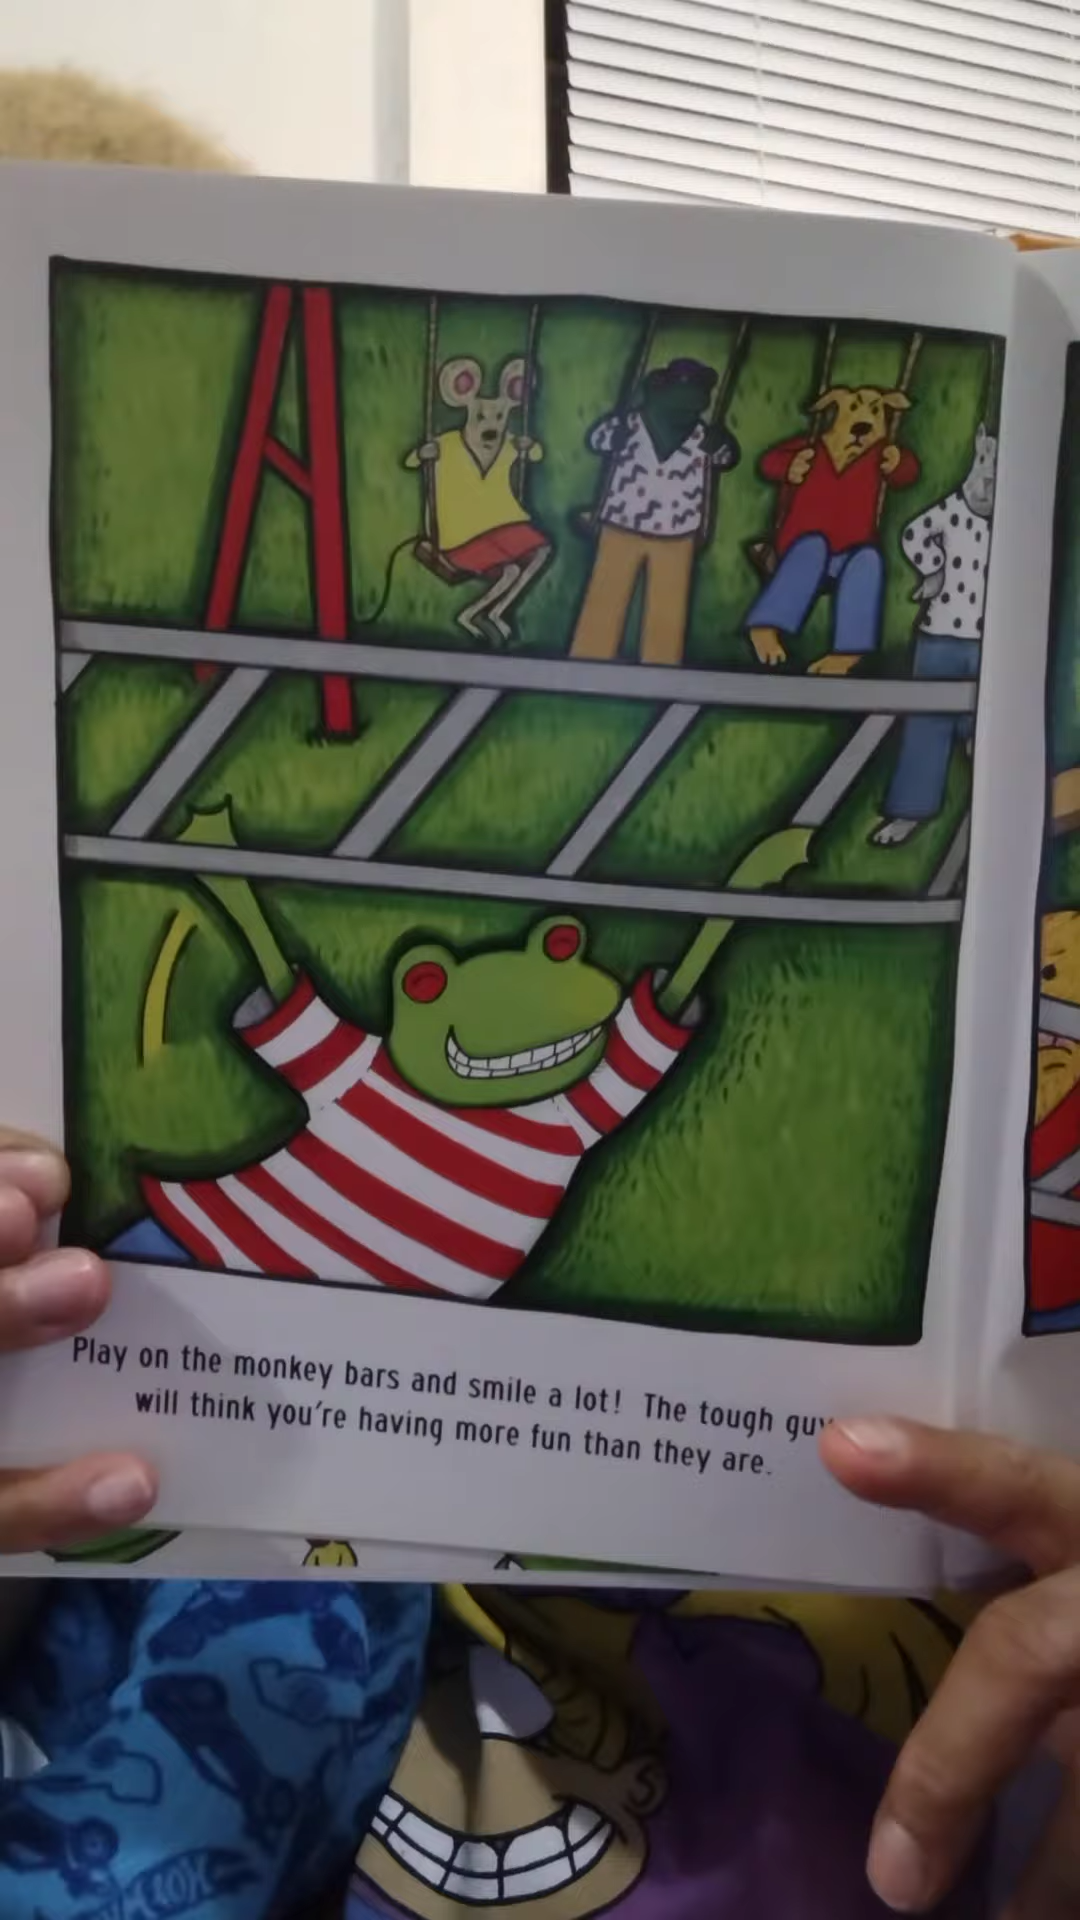 Play on the monkey bars and smile a lot! The tough
will think you're having more fun than they are.